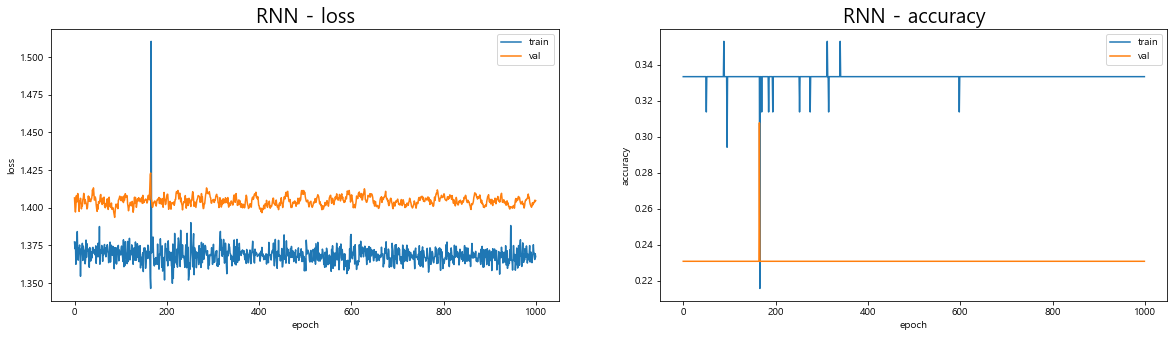 RNN - loss
train
val
1.500
1.475
1.450
1.425
1.400
1.375
1.350
loss
0
200
400
600
800
1000
epoch
RNN - accuracy
train
val
0.34
0.32
0.30
0.28
0.26
0.24
0.22
accuracy
0
200
400
600
800
1000
epoch